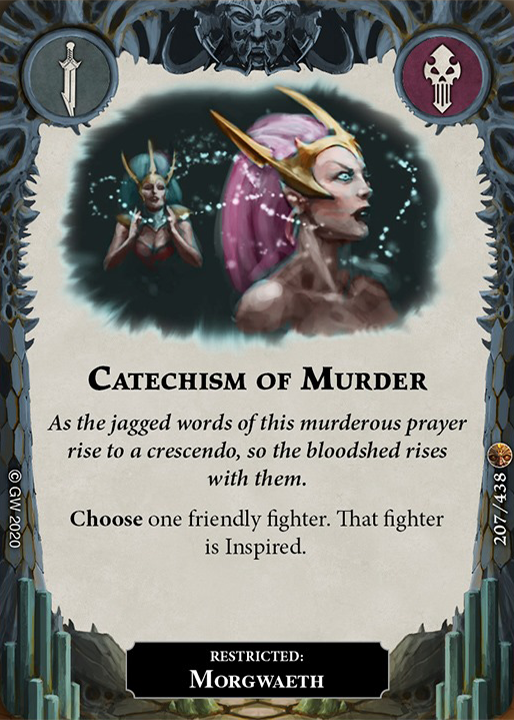 Catechism of Murder
As the jagged words of this murderous prayer
rise to a crescendo, so the bloodshed rises
with them.
Choose one friendly fighter. That fighter
is Inspired.
© GW 2020
207/438
RESTRICTED:
Morgwaeth